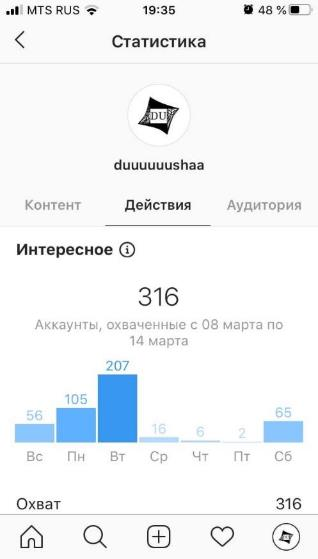 MTS RUS 19:35 48 %
Статистика
DU
duuuuuushaa
Контент Действия Аудитория
Интересное
316
Аккаунты, охваченные с 08 марта по
14 марта
56 105 207 16 6 2 65
Вс Пн Вт Ср Чт Пт Сб
Охват 316